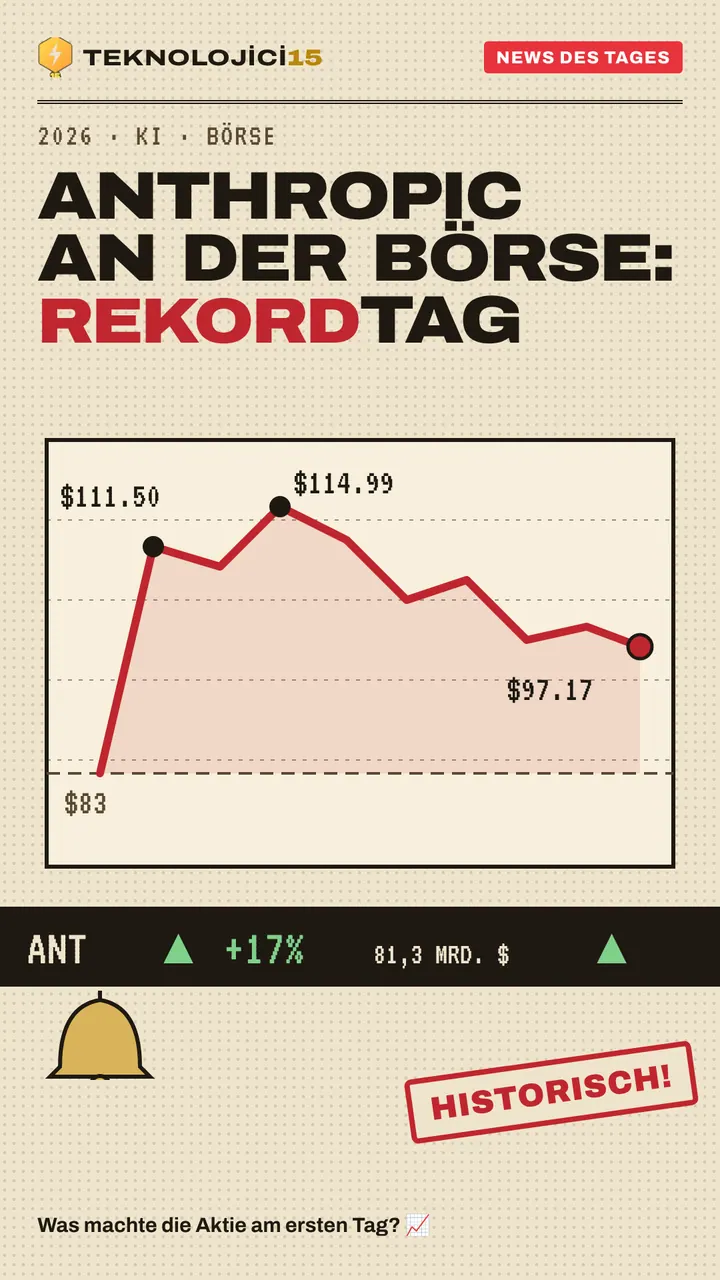 TEKNOLOJİCİ15
NEWS DES TAGES
2026 · KI · BÖRSE
ANTHROPIC
AN DER BÖRSE:
REKORDTAG
$111.50
$114.99
$97.17
$83
ANT ▲ +17% 81,3 MRD. $ ▲
HISTORISCH!
Was machte die Aktie am ersten Tag? 📈